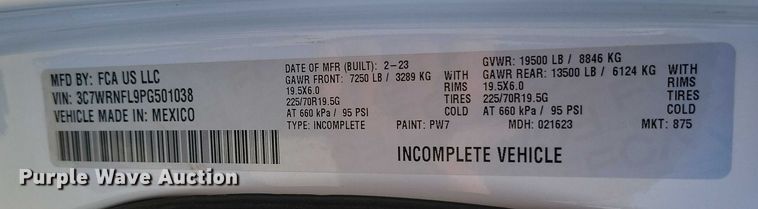 MFD BY: FCA US LLC
VIN: 3C7WRNFL9PG501038
VEHICLE MADE IN: MEXICO
DATE OF MFR (BUILT): 2-23
GAWR FRONT: 7250 LB / 3289 KG WITH
19.5X6.0 RIMS
225/70R19.5G TIRES
AT 660 kPa / 95 PSI COLD
TYPE: INCOMPLETE PAINT: PW7
GVWR: 19500 LB / 8846 KG
GAWR REAR: 13500 LB / 6124 KG WITH
19.5X6.0 RIMS
225/70R19.5G TIRES
AT 660 kPa / 95 PSI COLD
MDH: 021623 MKT: 875
INCOMPLETE VEHICLE
Purple Wave Auction